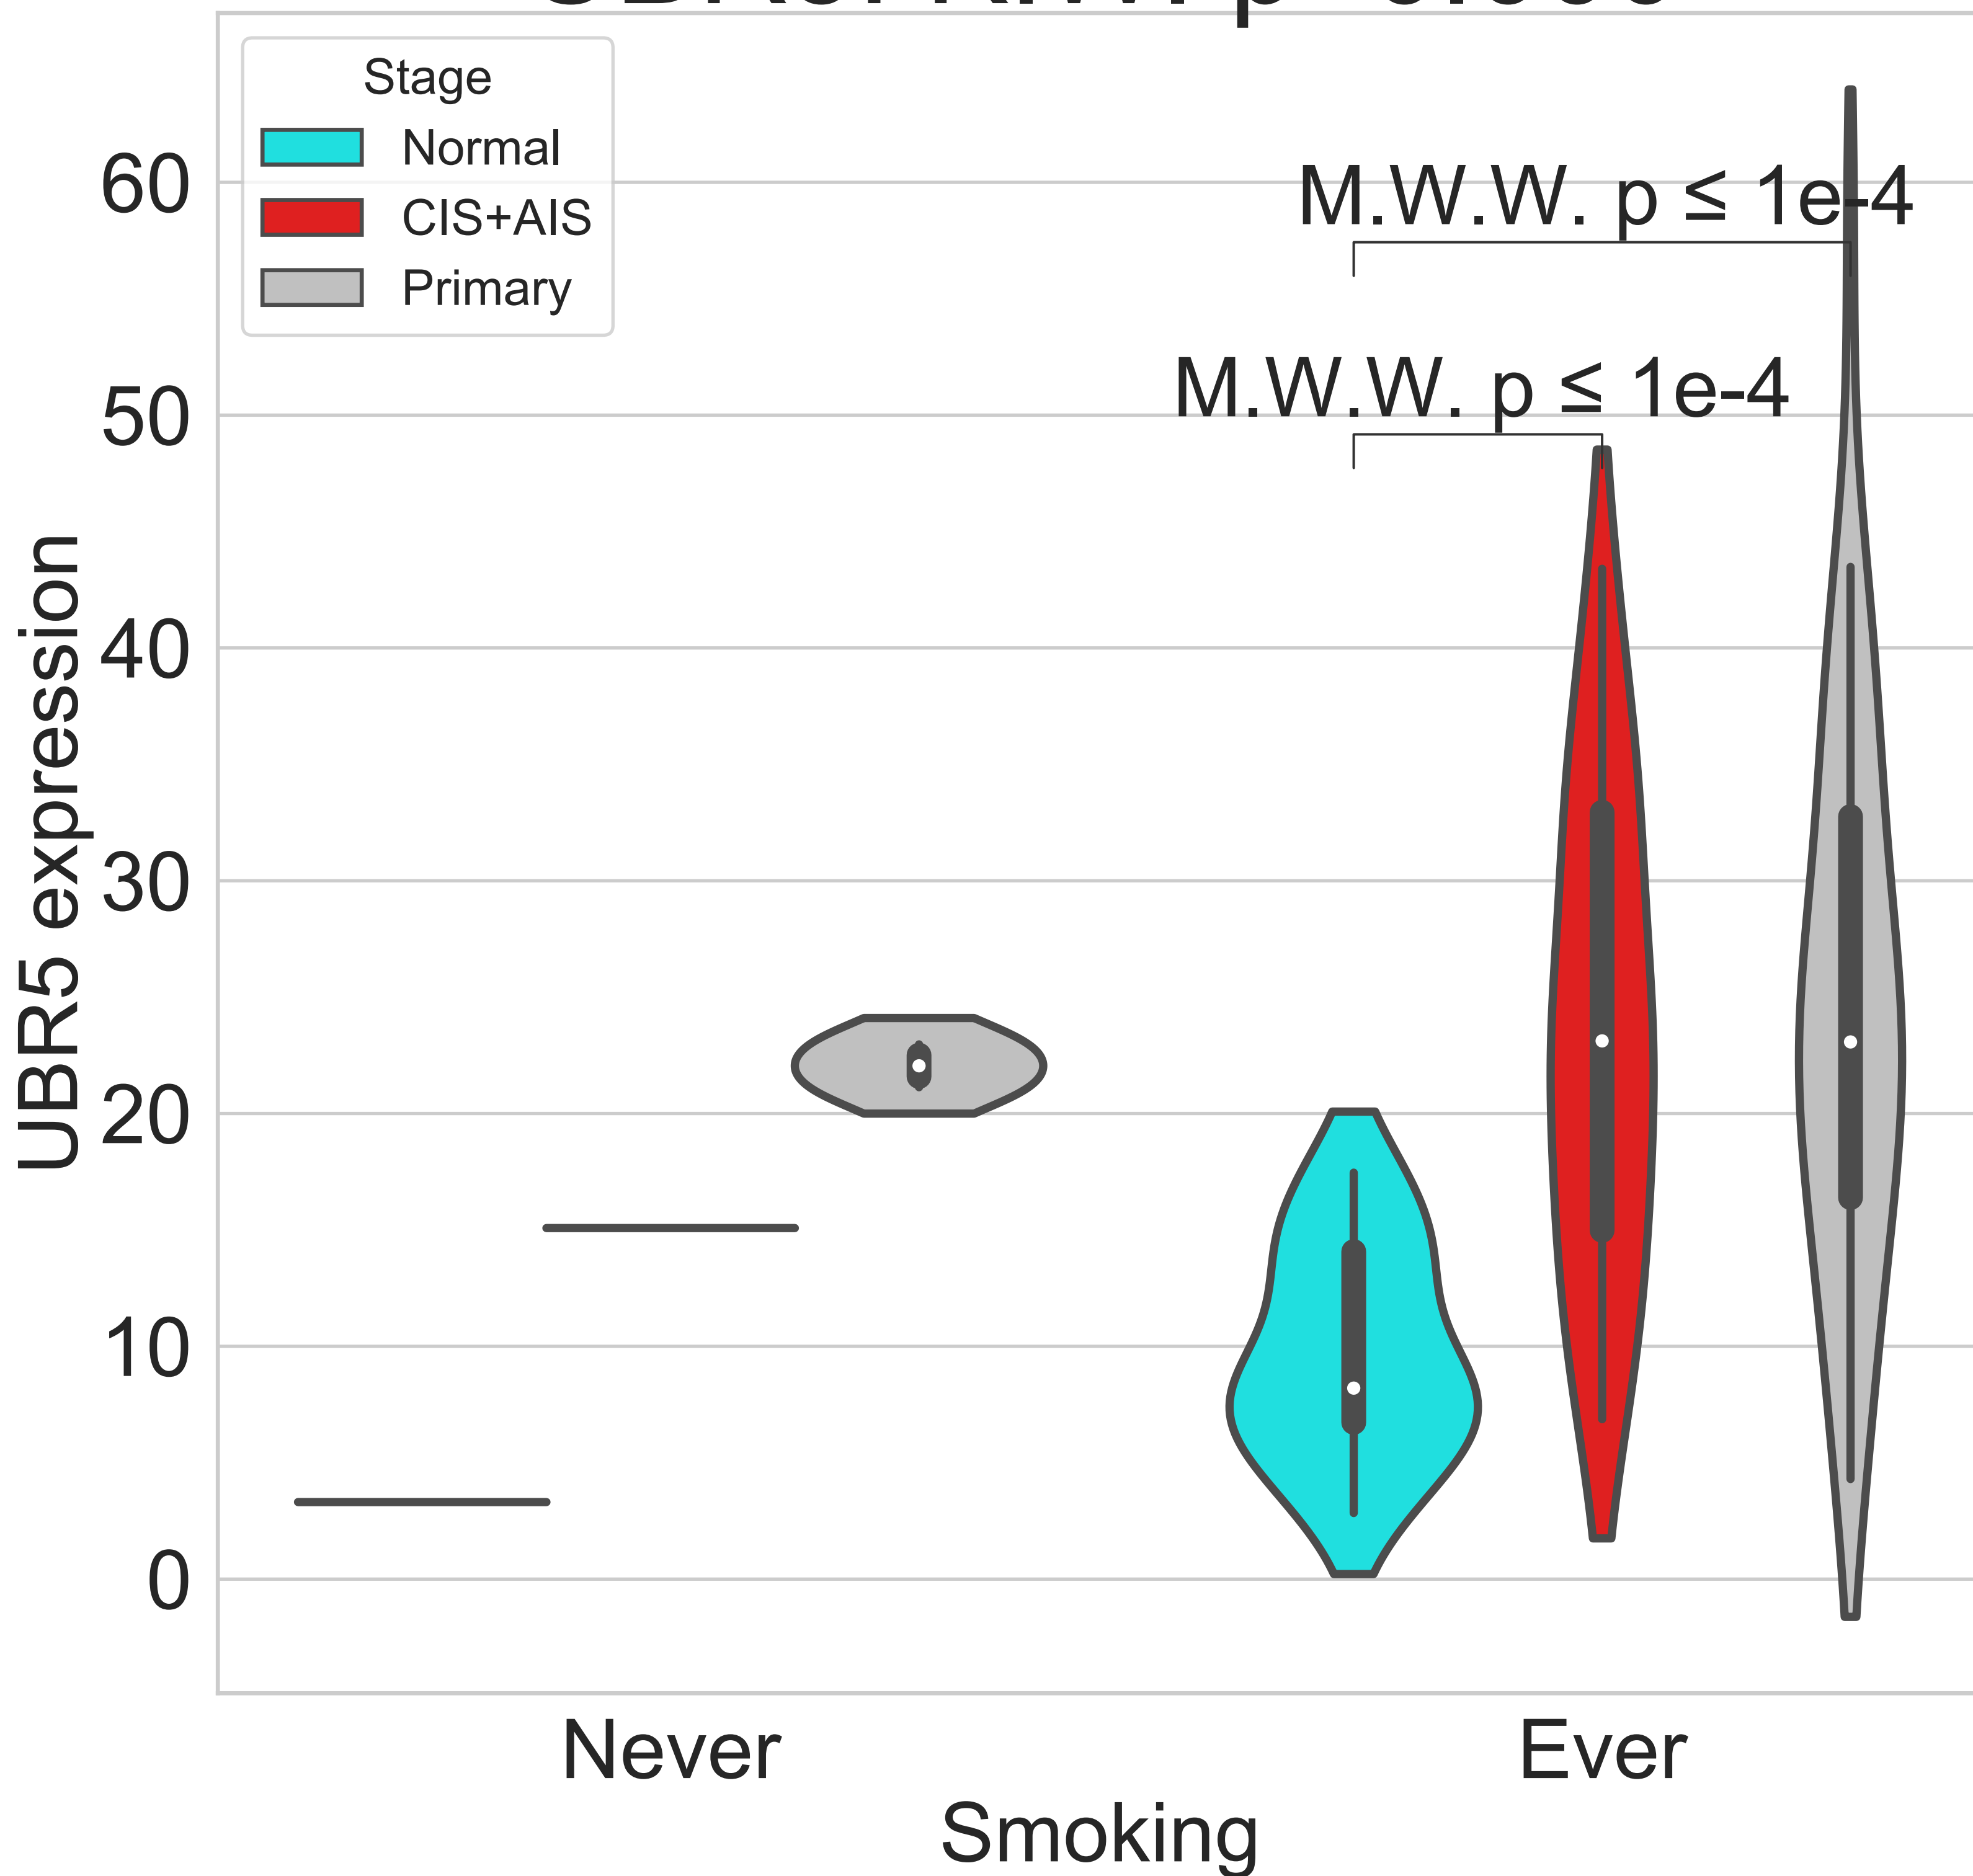 Stage
Normal
CIS+AIS
Primary
M.W.W. p ≤ 1e-4
M.W.W. p ≤ 1e-4
60
50
40
30
20
10
0
UBR5 expression
Never
Ever
Smoking